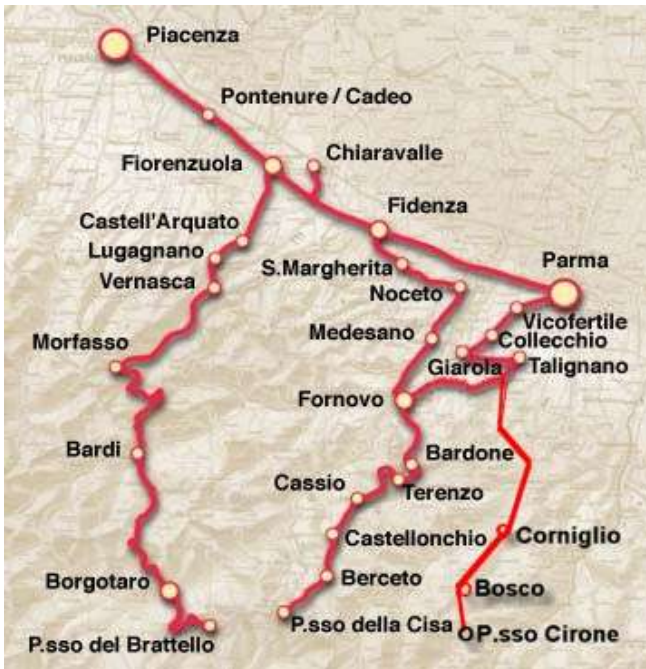 Piacenza
Pontenure / Cadeo
Chiaravalle
Fiorenzuola
Castell'Arquato
Fidenza
Lugagnano
S.Margherita
Parma
Vernasca
Noceto
Vicofertile
Medesano
Collecchio
Morfasso
Giarola
Talignano
Fornovo
Bardi
Bardone
Cassio
Terenzo
Castellonchio
Corniglio
Borgotaro
Berceto
Bosco
P.sso del Brattello
P.sso della Cisa
P.sso Cirone